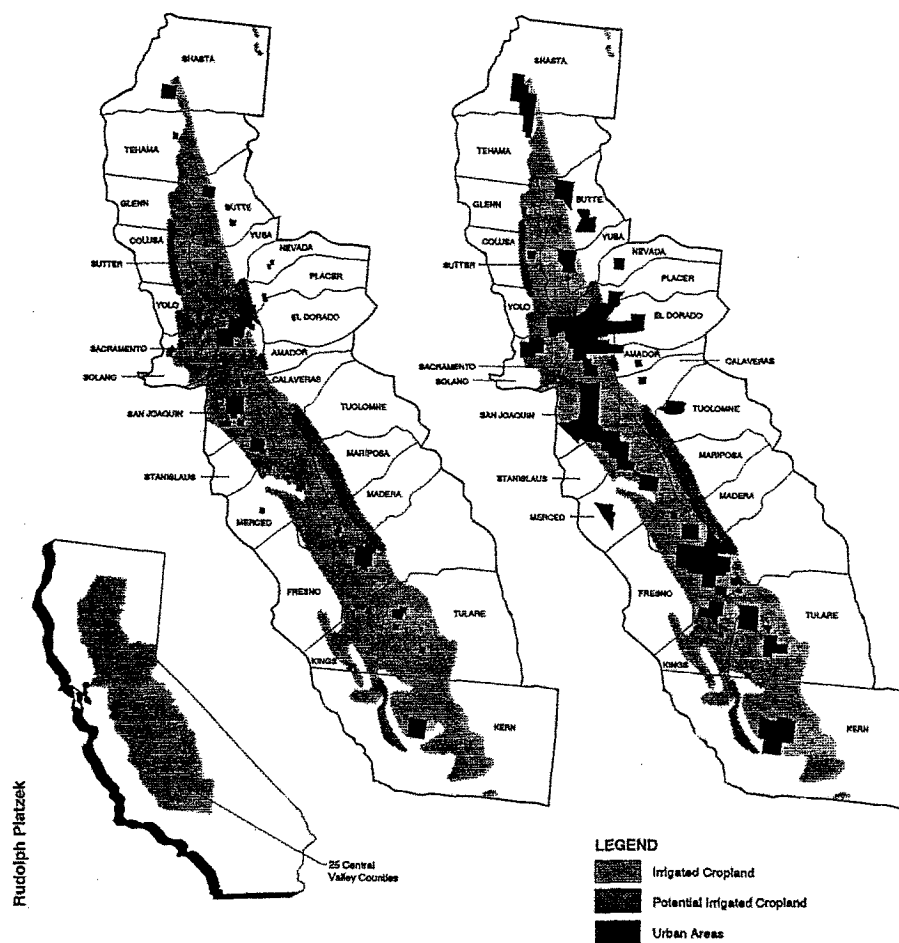 SHASTA
TEHAMA
GLENN
BUTTE
COLUSA
YUBA
NEVADA
SUTTER
PLACER
YOLO
EL DORADO
SACRAMENTO
AMADOR
SOLANO
CALAVERAS
SAN JOAQUIN
TUOLOMNE
MARIPOSA
STANISLAUS
MADERA
MERCED
FRESNO
TULARE
KINGS
KERN
SHASTA
TEHAMA
GLENN
BUTTE
COLUSA
YUBA
NEVADA
SUTTER
PLACER
YOLO
EL DORADO
AMADOR
CALAVERAS
SACRAMENTO
SOLANO
SAN JOAQUIN
TUOLOMNE
MARIPOSA
STANISLAUS
MADERA
MERCED
FRESNO
TULARE
KINGS
KERN
25 Central
Valley Counties
Rudolph Platzek
LEGEND
Irrigated Cropland
Potential Irrigated Cropland
Urban Areas